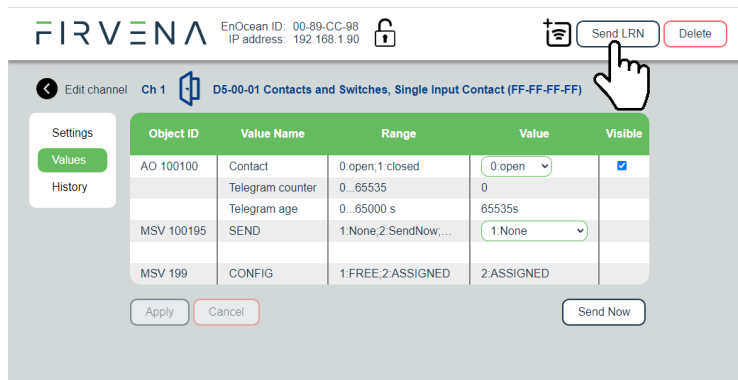 FIRVENA
EnOcean ID: 00-89-CC-98
IP address: 192.168.1.90
Send LRN
Delete
Edit channel Ch 1 D5-00-01 Contacts and Switches, Single Input Contact (FF-FF-FF-FF)
Settings
Values
History
Object ID Value Name Range Value Visible
AO 100100 Contact 0:open;1:closed 0:open
Telegram counter 0...65535 0
Telegram age 0...65000 s 65535s
MSV 100195 SEND 1:None;2:SendNow;... 1:None
MSV 199 CONFIG 1:FREE;2:ASSIGNED 2:ASSIGNED
Apply Cancel Send Now